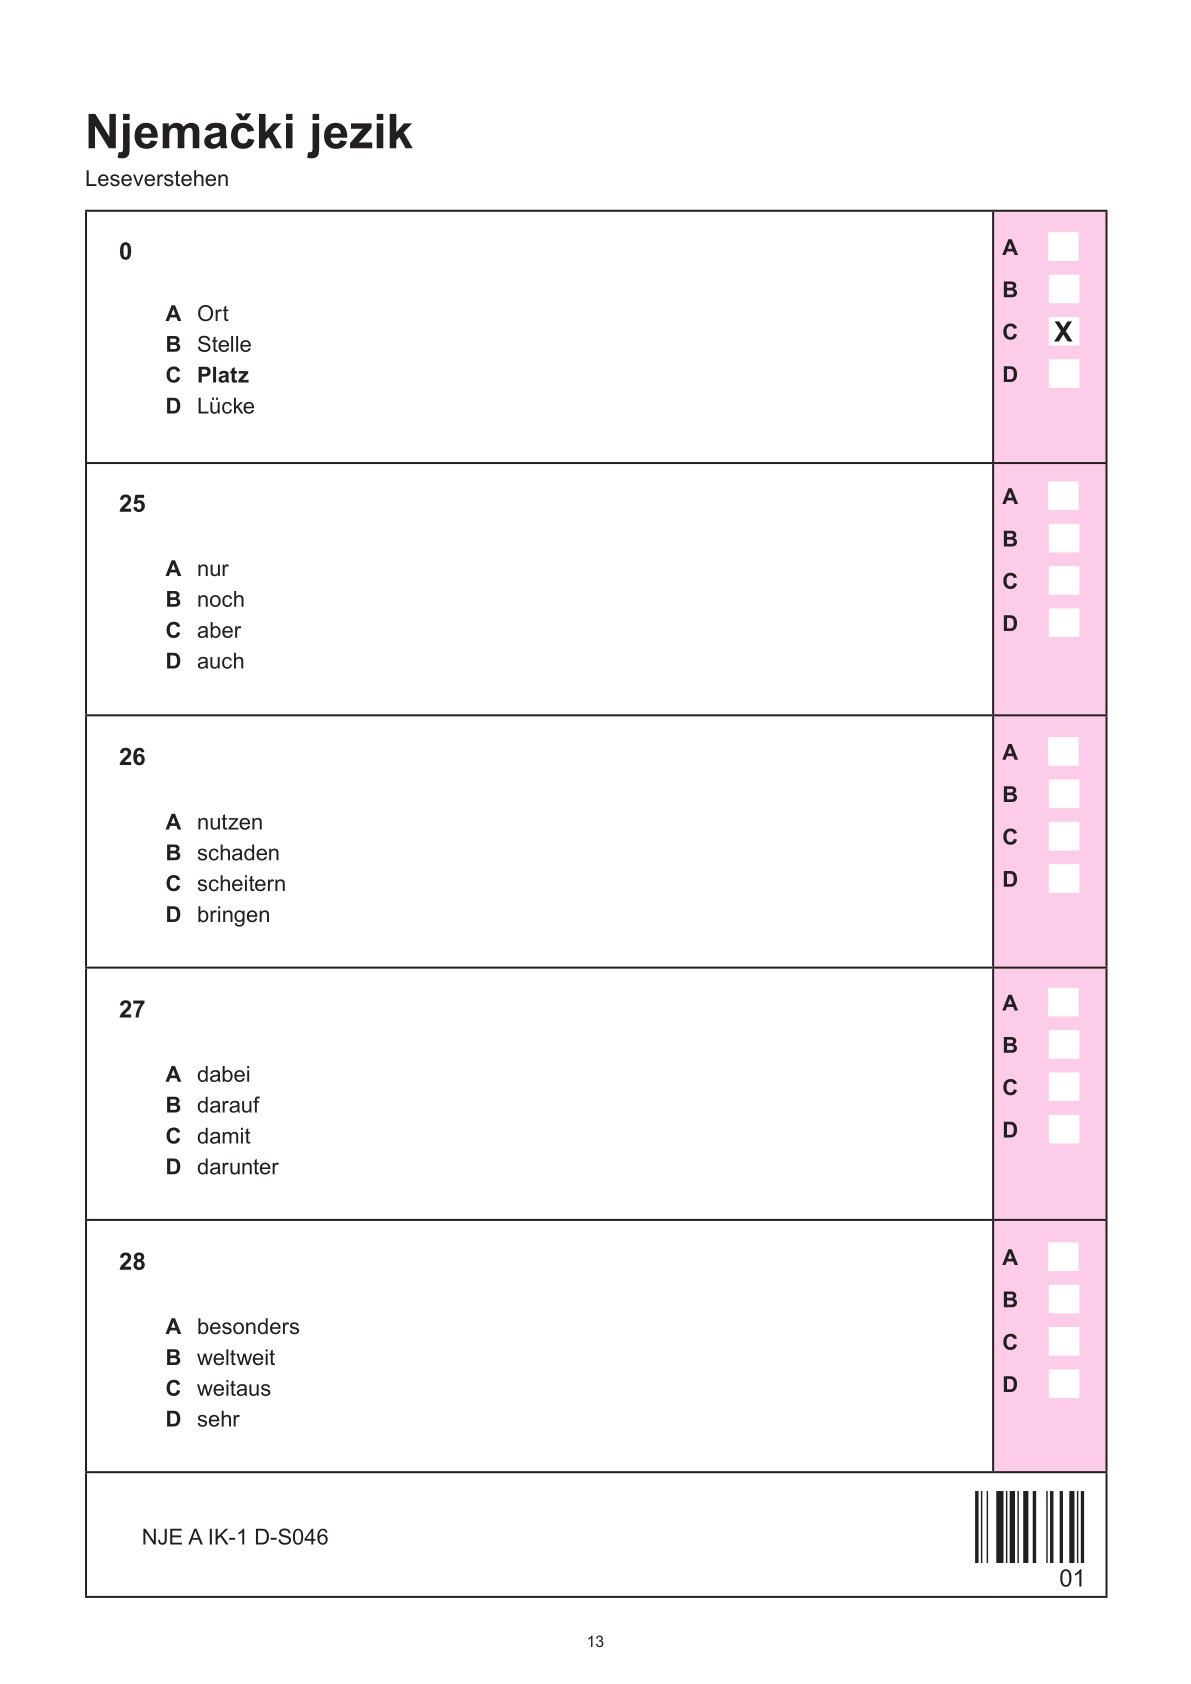 Njemački jezik
Leseverstehen
0
A Ort
B Stelle
C Platz
D Lücke
A
B
C X
D
25
A nur
B noch
C aber
D auch
A
B
C
D
26
A nutzen
B schaden
C scheitern
D bringen
A
B
C
D
27
A dabei
B darauf
C damit
D darunter
A
B
C
D
28
A besonders
B weltweit
C weitaus
D sehr
A
B
C
D
NJE A IK-1 D-S046
01
13